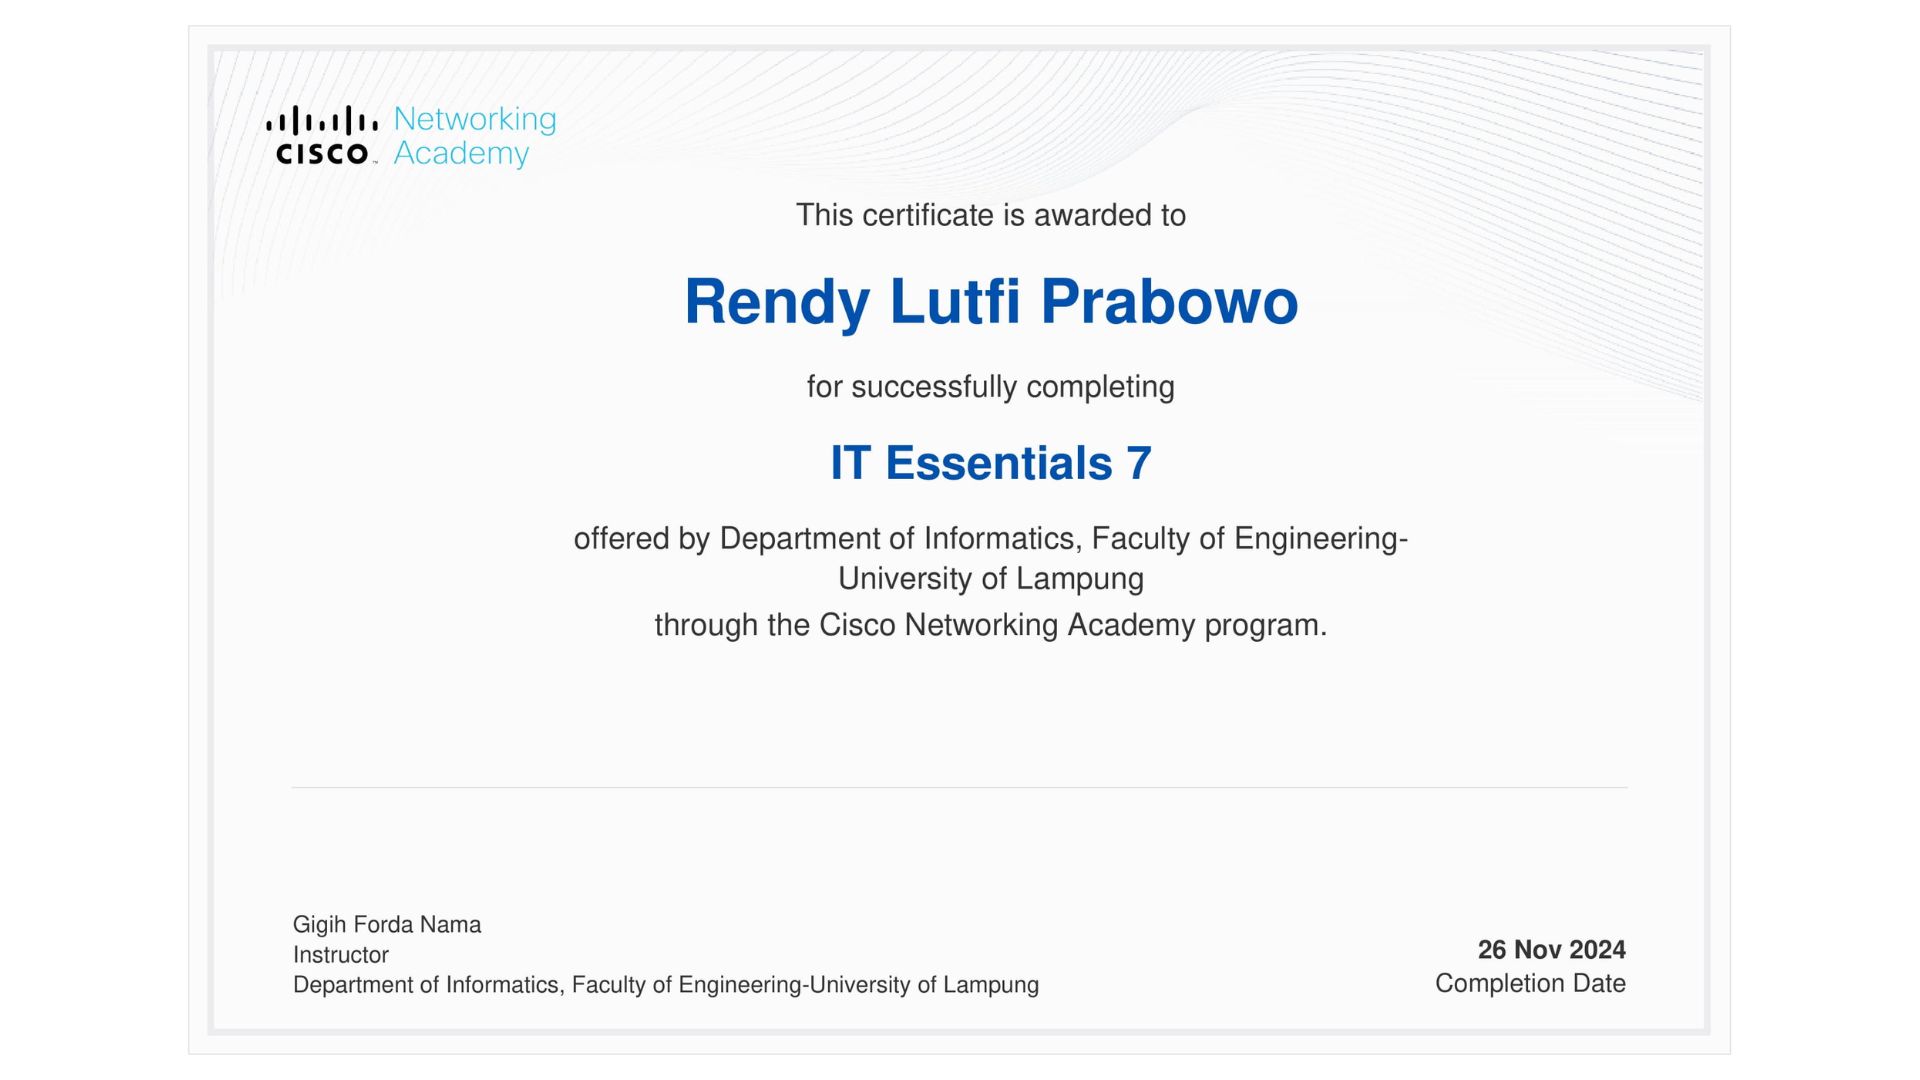 CISCO
Networking
Academy
This certificate is awarded to
Rendy Lutfi Prabowo
for successfully completing
IT Essentials 7
offered by Department of Informatics, Faculty of Engineering-
University of Lampung
through the Cisco Networking Academy program.
Gigih Forda Nama
Instructor
Department of Informatics, Faculty of Engineering-University of Lampung
26 Nov 2024
Completion Date